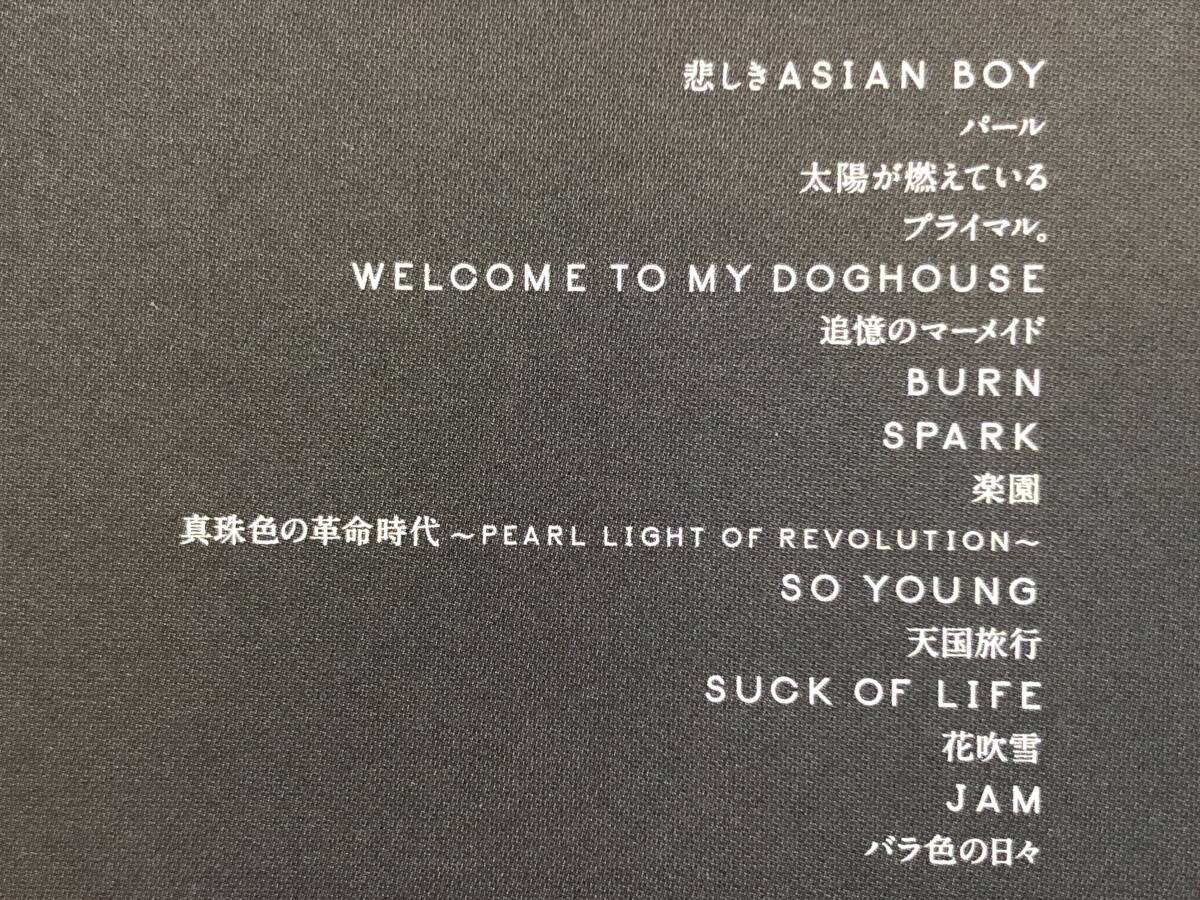 悲しきASIAN BOY
パール
太陽が燃えている
プライマル。
WELCOME TO MY DOGHOUSE
追憶のマーメイド
BURN
SPARK
楽園
真珠色の革命時代 ～PEARL LIGHT OF REVOLUTION～
SO YOUNG
天国旅行
SUCK OF LIFE
花吹雪
JAM
バラ色の日々